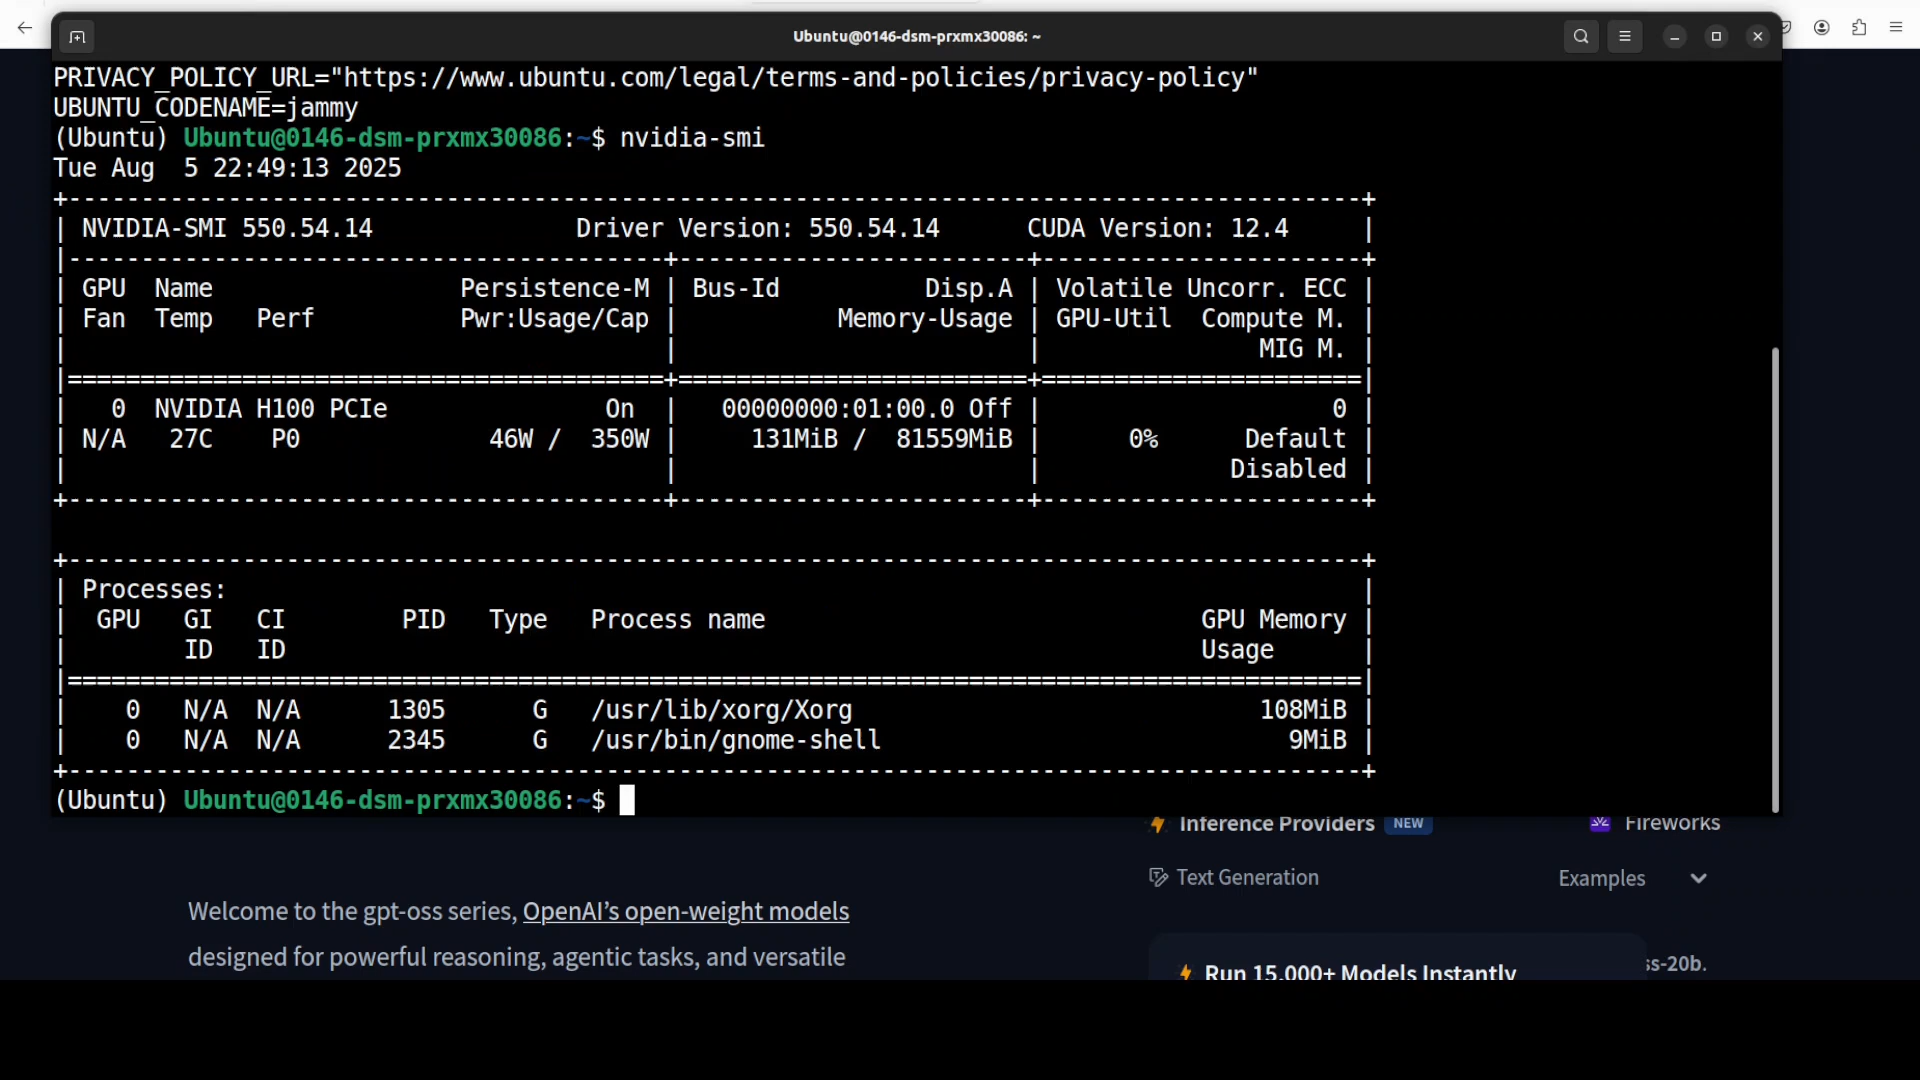 Ubuntu@0146-dsm-prxmx30086: ~
PRIVACY_POLICY_URL="https://www.ubuntu.com/legal/terms-and-policies/privacy-policy"
UBUNTU_CODENAME=jammy
(Ubuntu) Ubuntu@0146-dsm-prxmx30086:~$ nvidia-smi
Tue Aug  5 22:49:13 2025
+-----------------------------------------------------------------------------------------+
| NVIDIA-SMI 550.54.14              Driver Version: 550.54.14      CUDA Version: 12.4     |
|-----------------------------------------+------------------------+----------------------+
| GPU  Name                 Persistence-M | Bus-Id          Disp.A | Volatile Uncorr. ECC |
| Fan  Temp   Perf          Pwr:Usage/Cap |           Memory-Usage | GPU-Util  Compute M. |
|                                         |                        |               MIG M. |
|=========================================+========================+======================|
|   0  NVIDIA H100 PCIe               On  |   00000000:01:00.0 Off |                    0 |
| N/A   27C    P0             46W /  350W |     131MiB /  81559MiB |      0%      Default |
|                                         |                        |             Disabled |
+-----------------------------------------+------------------------+----------------------+
+-----------------------------------------------------------------------------------------+
| Processes:                                                                              |
|  GPU   GI   CI        PID   Type   Process name                              GPU Memory |
|        ID   ID                                                               Usage      |
|=========================================================================================|
|    0   N/A  N/A      1305      G   /usr/lib/xorg/Xorg                            108MiB |
|    0   N/A  N/A      2345      G   /usr/bin/gnome-shell                            9MiB |
+-----------------------------------------------------------------------------------------+
(Ubuntu) Ubuntu@0146-dsm-prxmx30086:~$
Inference Providers NEW Fireworks
Text Generation Examples
Welcome to the gpt-oss series, OpenAI’s open-weight models
designed for powerful reasoning, agentic tasks, and versatile
ss-20b.
Run 15,000+ Models Instantly